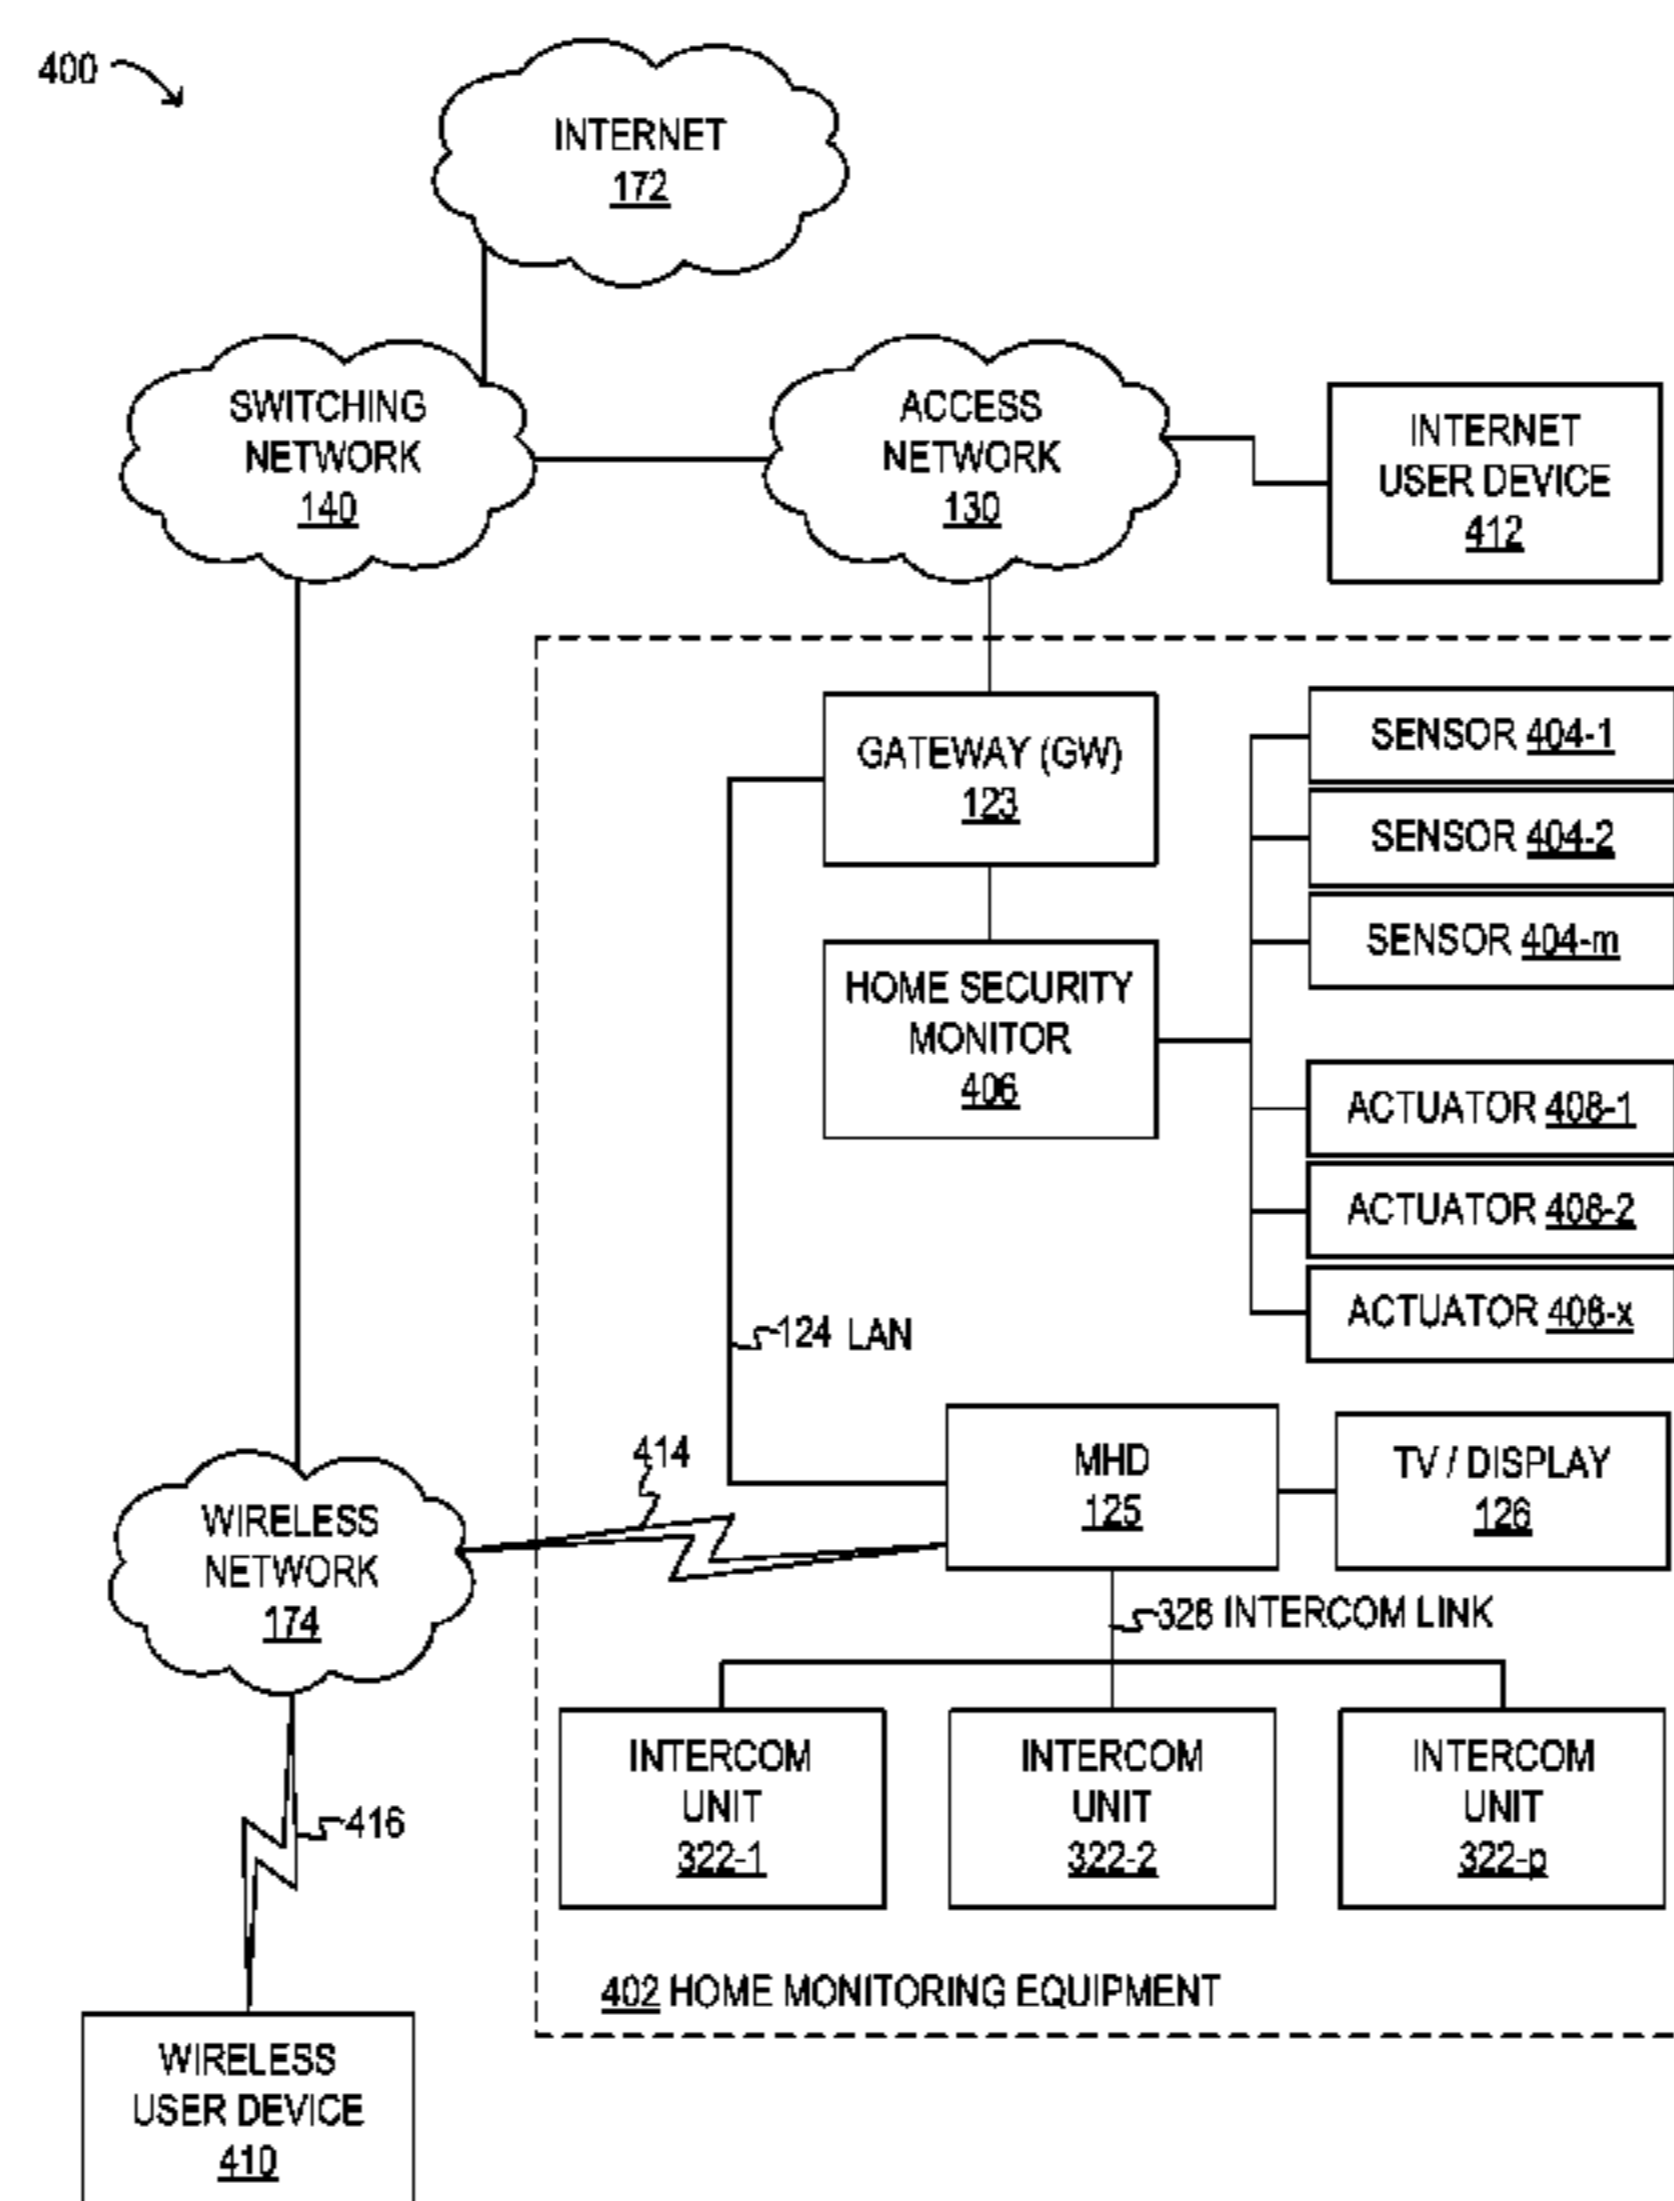 400
INTERNET
172
SWITCHING
NETWORK
140
ACCESS
NETWORK
130
INTERNET
USER DEVICE
412
GATEWAY (GW)
123
SENSOR 404-1
SENSOR 404-2
SENSOR 404-m
HOME SECURITY
MONITOR
406
ACTUATOR 408-1
ACTUATOR 408-2
ACTUATOR 408-x
124 LAN
414
MHD
125
TV / DISPLAY
126
WIRELESS
NETWORK
174
328 INTERCOM LINK
INTERCOM
UNIT
322-1
INTERCOM
UNIT
322-2
INTERCOM
UNIT
322-p
416
402 HOME MONITORING EQUIPMENT
WIRELESS
USER DEVICE
410